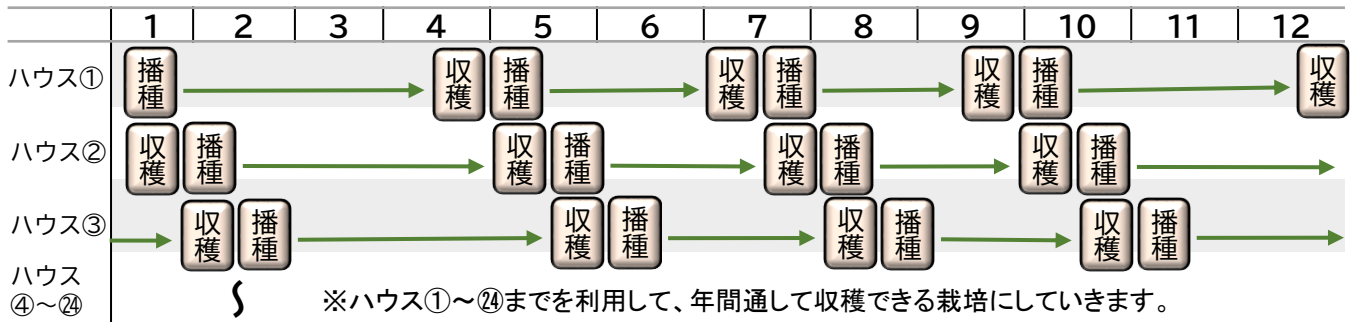 1 2 3 4 5 6 7 8 9 10 11 12
ハウス① 播種 収穫 播種 収穫 播種 収穫 播種 収穫
ハウス② 収穫 播種 収穫 播種 収穫 播種 収穫 播種
ハウス③ 収穫 播種 収穫 播種 収穫 播種 収穫 播種
ハウス
④～㉔ ※ハウス①～㉔までを利用して、年間通して収穫できる栽培にしていきます。